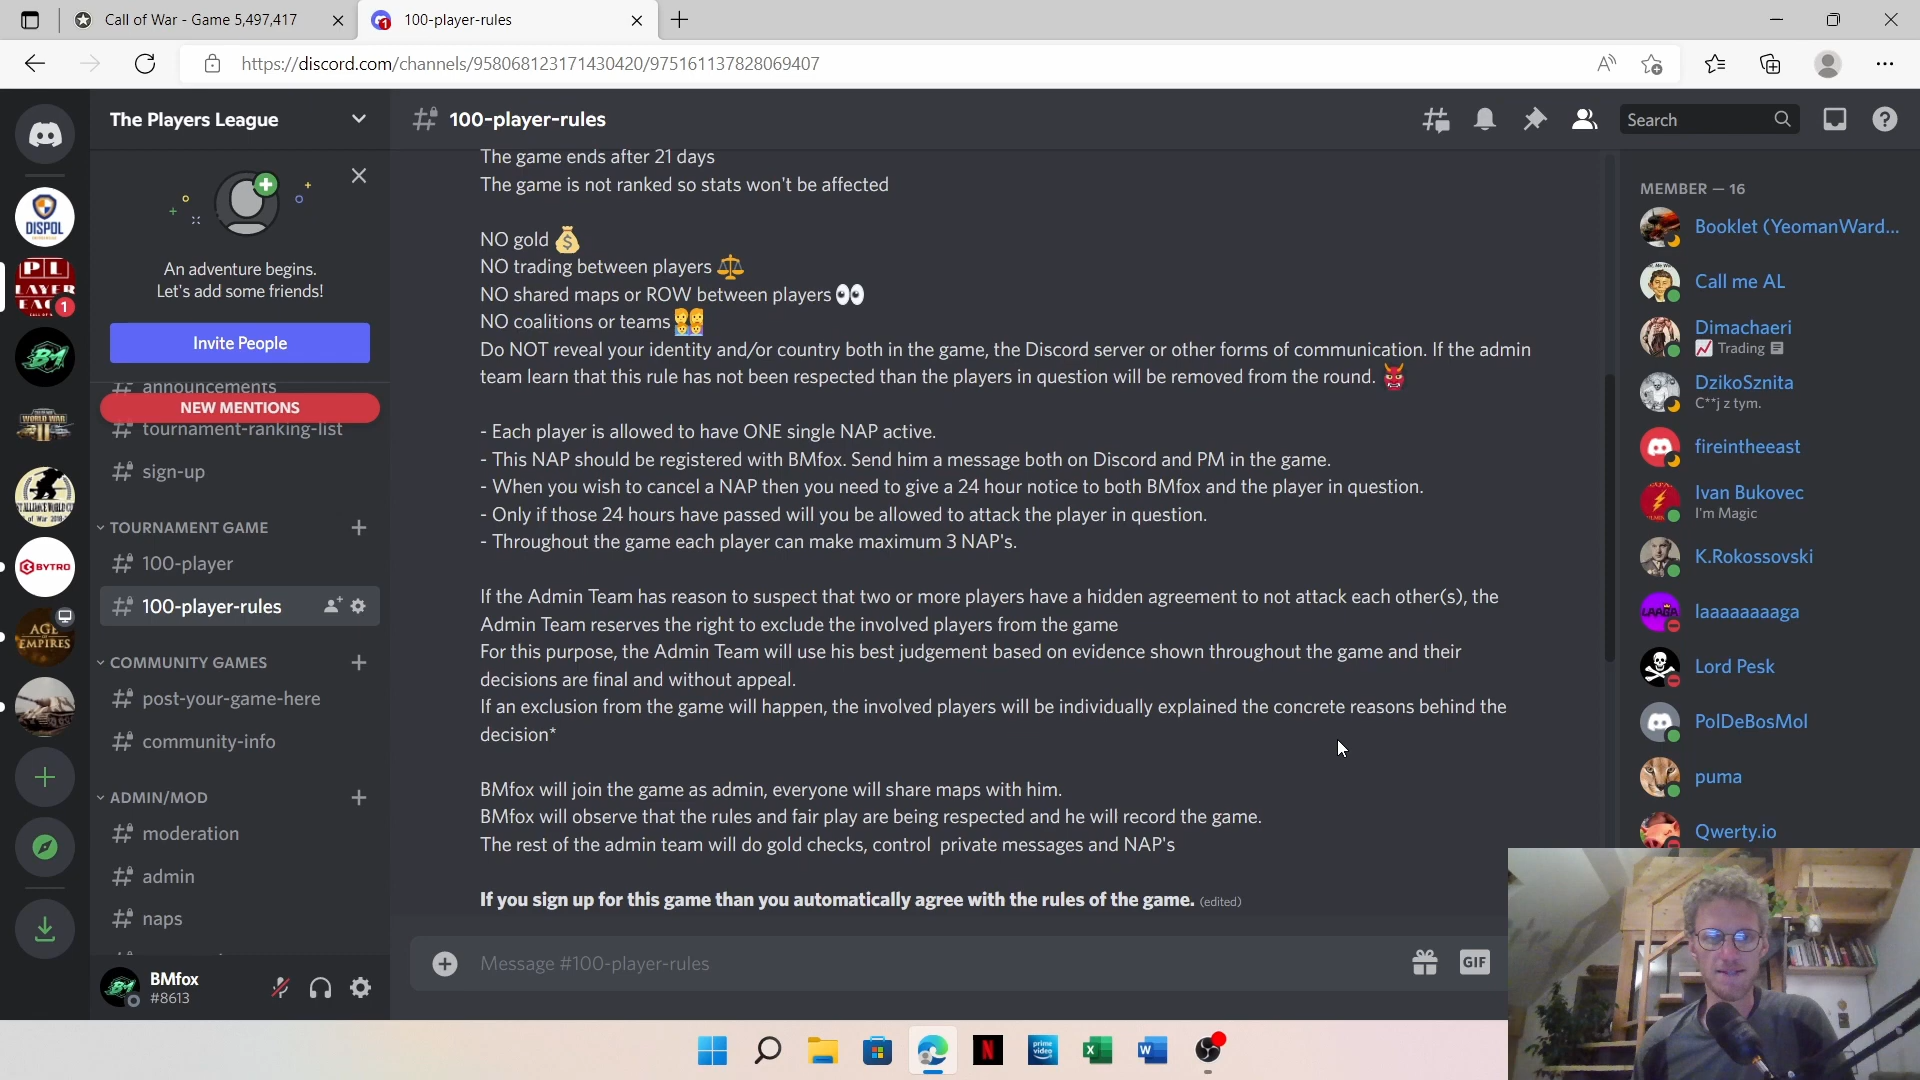 Call of War - Game 5,497,417
100-player-rules
https://discord.com/channels/958068123171430420/975161137828069407
The Players League
100-player-rules
Search
An adventure begins.
Let's add some friends!
Invite People
announcements
NEW MENTIONS
tournament-ranking-list
sign-up
TOURNAMENT GAME
100-player
100-player-rules
COMMUNITY GAMES
post-your-game-here
community-info
ADMIN/MOD
moderation
admin
naps
BMfox
#8613
DISPOL
PL
1
BYTRO
AGE
EMPIRES
The game ends after 21 days
The game is not ranked so stats won't be affected
NO gold 💰
NO trading between players ⚖️
NO shared maps or ROW between players 👀
NO coalitions or teams
Do NOT reveal your identity and/or country both in the game, the Discord server or other forms of communication. If the admin
team learn that this rule has not been respected than the players in question will be removed from the round. 👹
- Each player is allowed to have ONE single NAP active.
- This NAP should be registered with BMfox. Send him a message both on Discord and PM in the game.
- When you wish to cancel a NAP then you need to give a 24 hour notice to both BMfox and the player in question.
- Only if those 24 hours have passed will you be allowed to attack the player in question.
- Throughout the game each player can make maximum 3 NAP's.
If the Admin Team has reason to suspect that two or more players have a hidden agreement to not attack each other(s), the
Admin Team reserves the right to exclude the involved players from the game
For this purpose, the Admin Team will use his best judgement based on evidence shown throughout the game and their
decisions are final and without appeal.
If an exclusion from the game will happen, the involved players will be individually explained the concrete reasons behind the
decision*
BMfox will join the game as admin, everyone will share maps with him.
BMfox will observe that the rules and fair play are being respected and he will record the game.
The rest of the admin team will do gold checks, control private messages and NAP's
If you sign up for this game than you automatically agree with the rules of the game. (edited)
Message #100-player-rules
GIF
MEMBER — 16
Booklet (YeomanWard...
Call me AL
Dimachaeri
Trading
DzikoSznita
C**j z tym.
fireintheeast
Ivan Bukovec
I'm Magic
K.Rokossovski
laaaaaaaaga
Lord Pesk
PolDeBosMol
puma
Qwerty.io
prime video